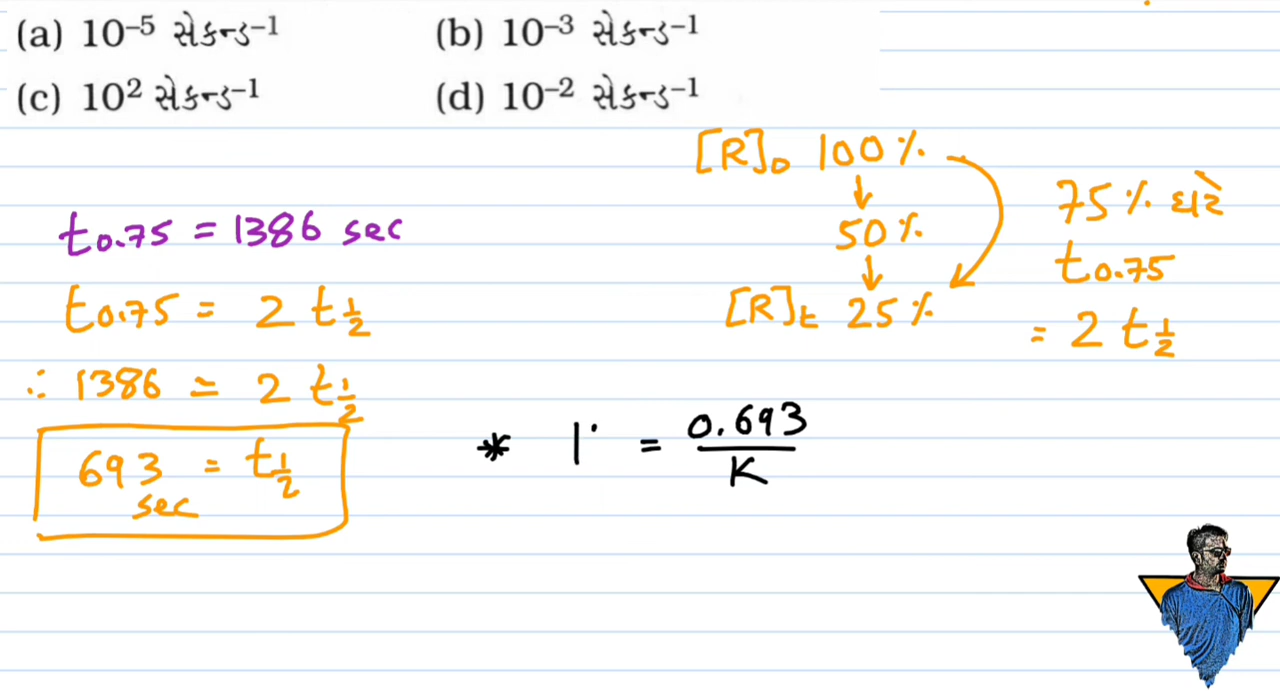 (a) 10⁻⁵ સેકન્ડ⁻¹ (b) 10⁻³ સેકન્ડ⁻¹
(c) 10² સેકન્ડ⁻¹ (d) 10⁻² સેકન્ડ⁻¹
[R]₀ 100 %
↓
50 %
↓
[R]t 25 %
75 % ઘટે
t0.75
= 2 t½
t0.75 = 1386 sec
t0.75 = 2 t½
∴ 1386 = 2 t½
693 sec = t½
* 1° = 0.693/K